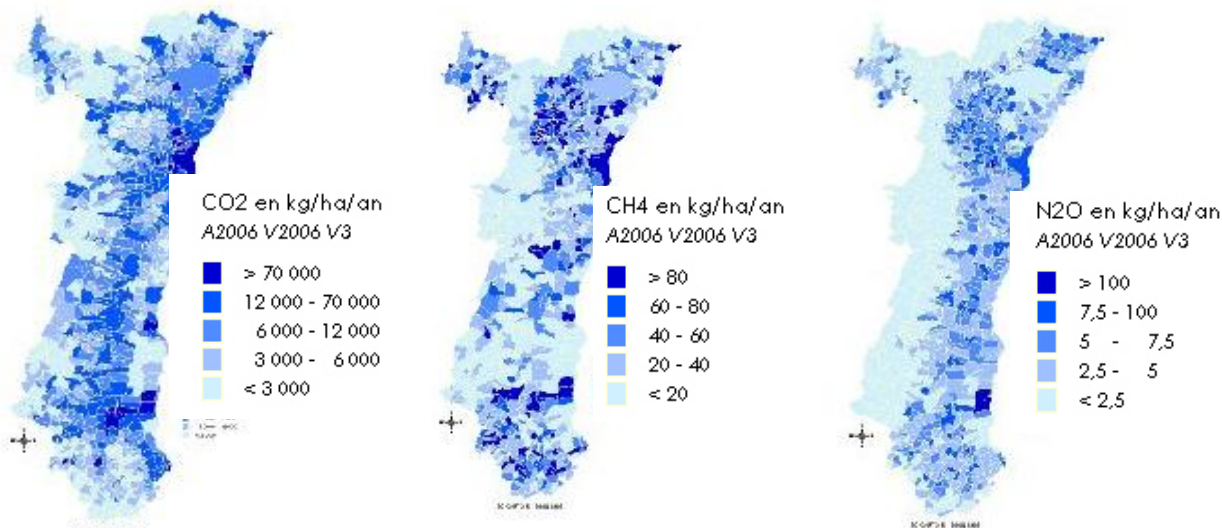 CO2 en kg/ha/an
A2006 V2006 V3
> 70 000
12 000 - 70 000
6 000 - 12 000
3 000 - 6 000
< 3 000
CH4 en kg/ha/an
A2006 V2006 V3
> 80
60 - 80
40 - 60
20 - 40
< 20
N2O en kg/ha/an
A2006 V2006 V3
> 100
7,5 - 100
5 - 7,5
2,5 - 5
< 2,5